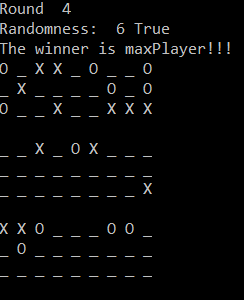 Round  4
Randomness:  6 True
The winner is maxPlayer!!!
O _ X X _ O _ _ O
_ X _ _ _ _ O _ O
O _ _ X _ _ X X X
_ _ X _ O X _ _ _
_ _ _ _ _ _ _ _ _
_ _ _ _ _ _ _ _ X
X X O _ _ _ O O _
_ O _ _ _ _ _ _ _
_ _ _ _ _ _ _ _ _